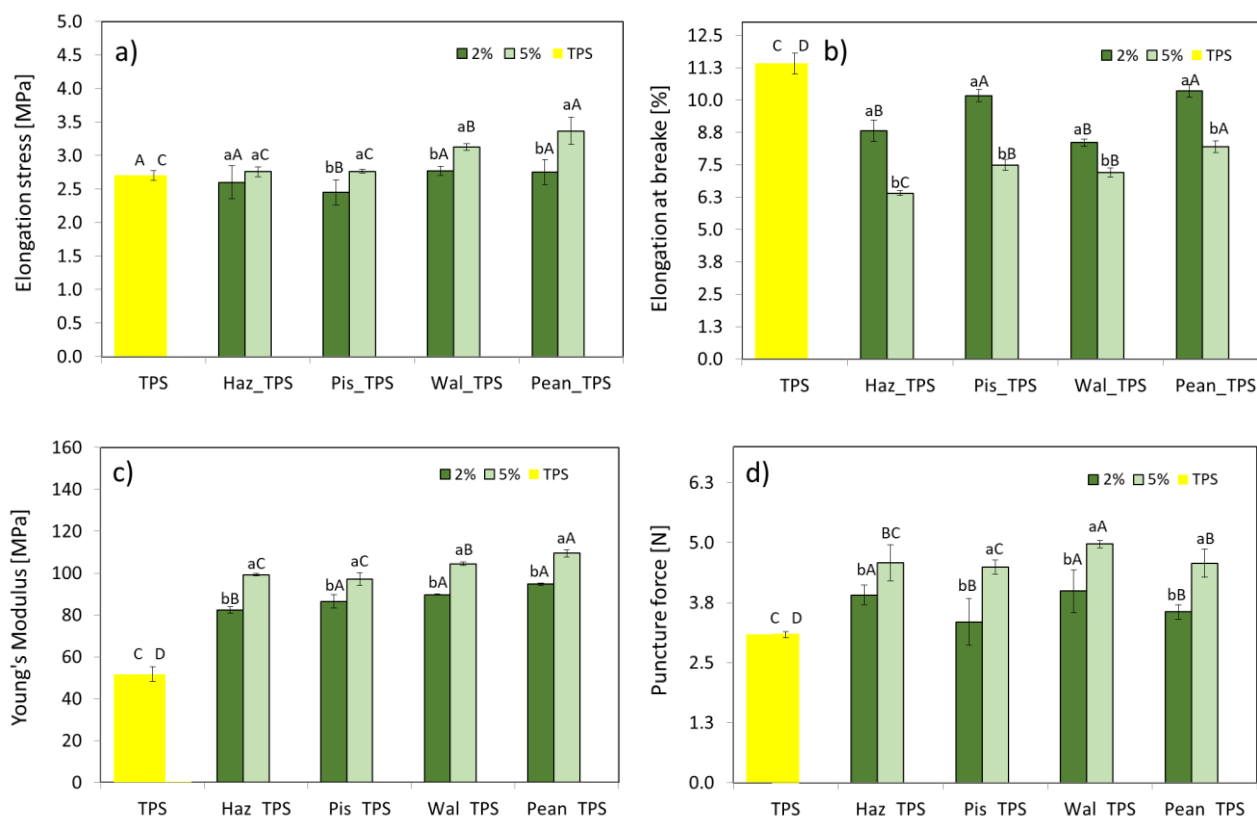 a)
2% 5% TPS
Elongation stress [MPa]
5.0
4.5
4.0
3.5
3.0
2.5
2.0
1.5
1.0
0.5
0.0
A C
aA aC
bB aC
bA aB
bA aA
TPS Haz_TPS Pis_TPS Wal_TPS Pean_TPS
b)
2% 5% TPS
Elongation at breake [%]
12.5
11.3
10.0
8.8
7.5
6.3
5.0
3.8
2.5
1.3
0.0
C D
aB bC
aA bB
aB bB
aA bA
TPS Haz_TPS Pis_TPS Wal_TPS Pean_TPS
c)
2% 5% TPS
Young's Modulus [MPa]
160
140
120
100
80
60
40
20
0
C D
bB aC
bA aC
bA aB
bA aA
TPS Haz TPS Pis TPS Wal TPS Pean TPS
d)
2% 5% TPS
Puncture force [N]
6.3
5.0
3.8
2.5
1.3
0.0
C D
bA BC
bB aC
bA aA
bB aB
TPS Haz TPS Pis TPS Wal TPS Pean TPS